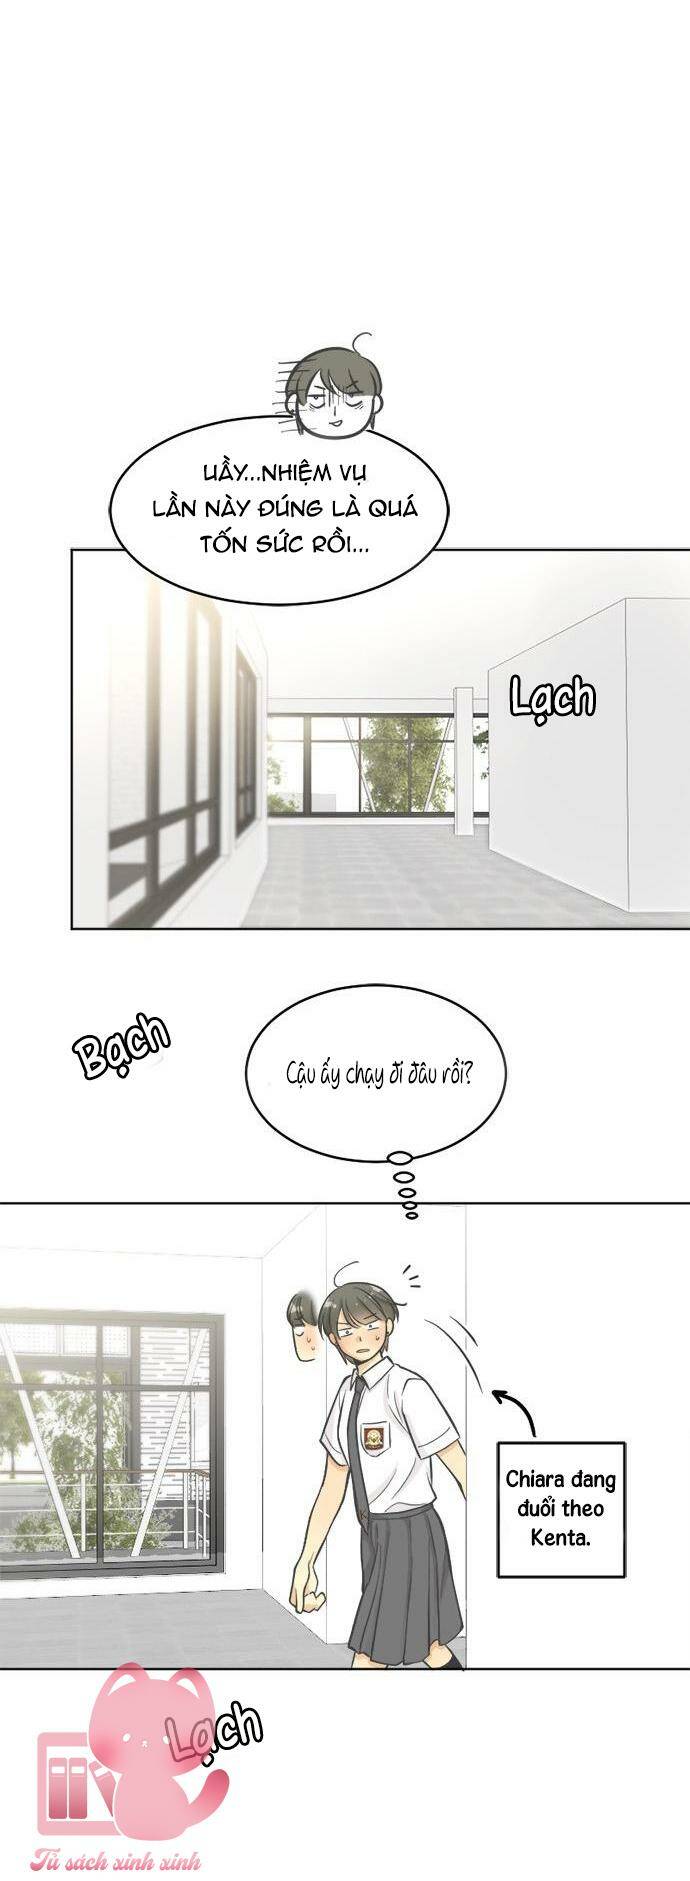 UẦY...NHIỆM VỤ
LẦN NÀY ĐÚNG LÀ QUÁ
TỐN SỨC RỒI...
Lạch
Bạch
Cậu ấy chạy đi đâu rồi?
Chiara đang
đuổi theo
Kenta.
Lạch
Tủ sách xinh xinh